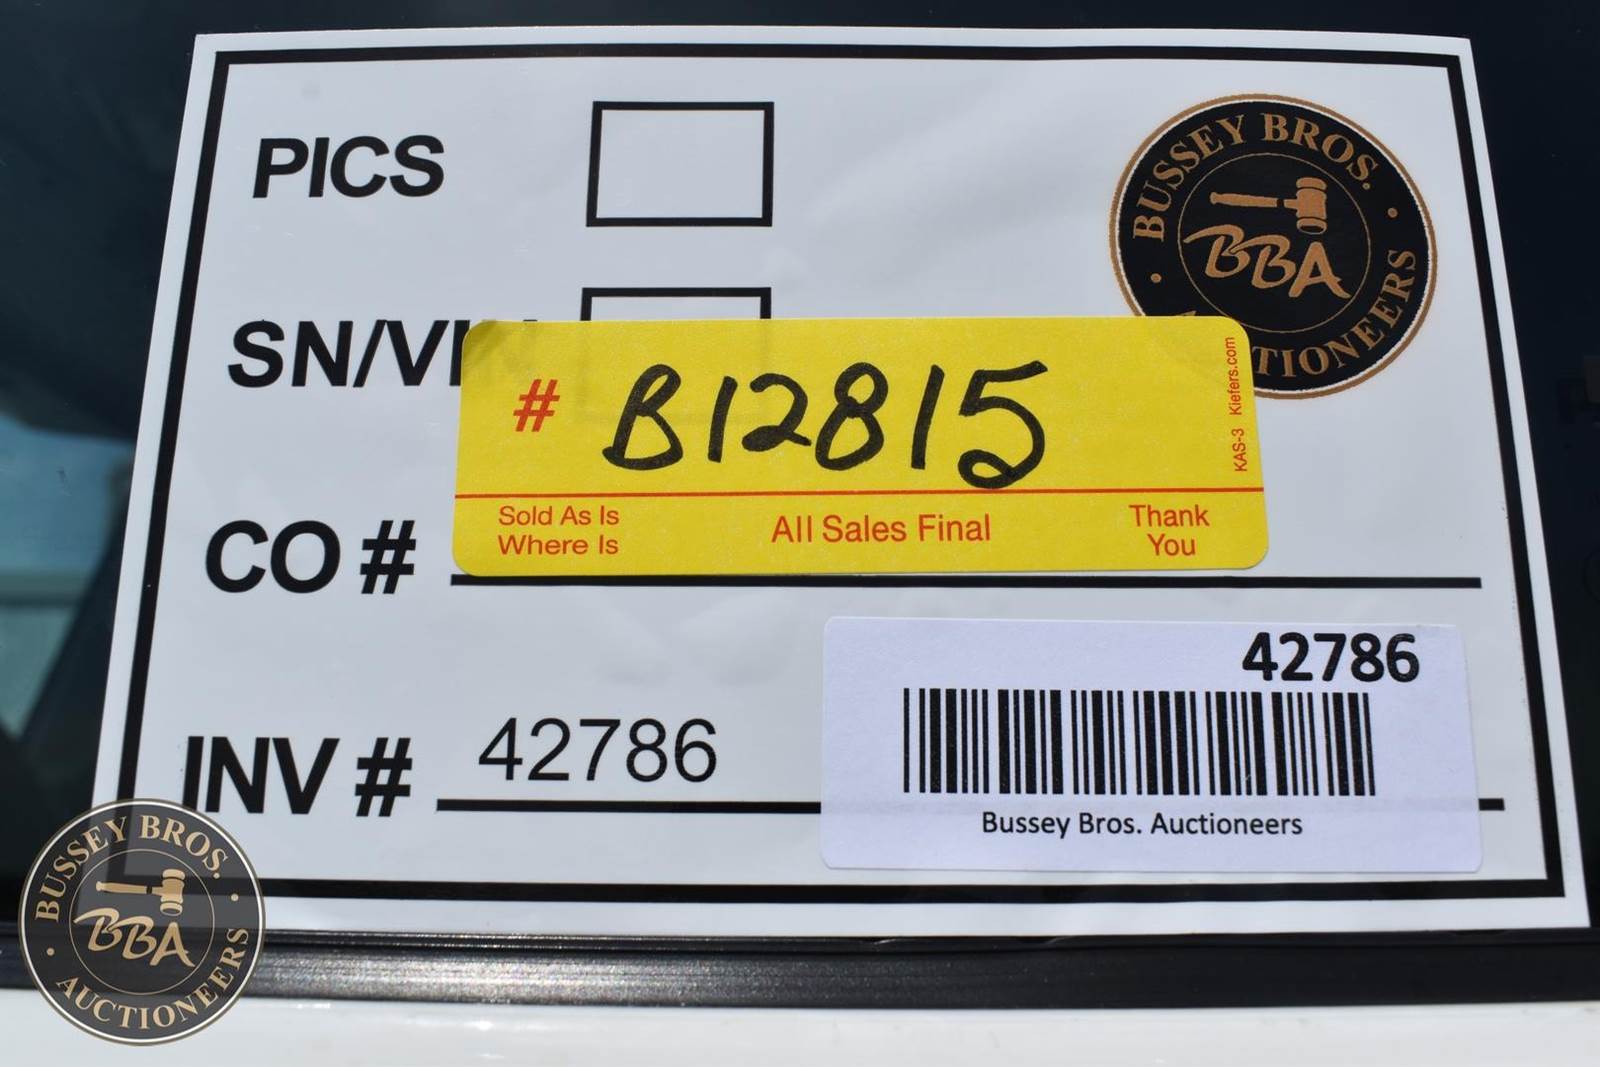 PICS
BUSSEY BROS.
BBA
SN/V
TIONEERS
# B12815
KAS-3 Kiefers.com
Sold As Is
Where Is
All Sales Final
Thank
You
CO #
42786
INV # 42786
Bussey Bros. Auctioneers
BUSSEY BROS.
BBA
AUCTIONEERS